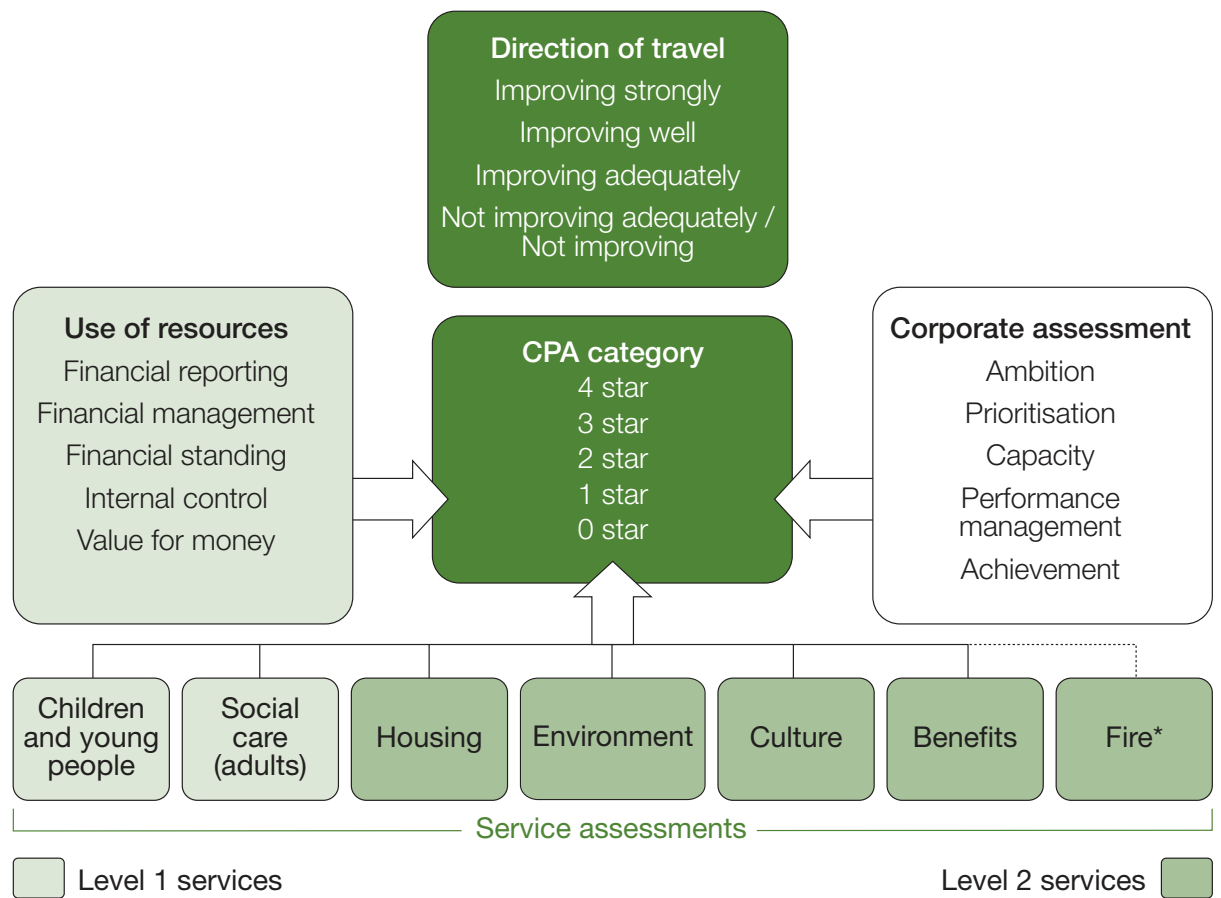 Direction of travel
Improving strongly
Improving well
Improving adequately
Not improving adequately /
Not improving
Use of resources
Financial reporting
Financial management
Financial standing
Internal control
Value for money
CPA category
4 star
3 star
2 star
1 star
0 star
Corporate assessment
Ambition
Prioritisation
Capacity
Performance
management
Achievement
Children
and young
people
Social
care
(adults)
Housing
Environment
Culture
Benefits
Fire*
Service assessments
Level 1 services
Level 2 services